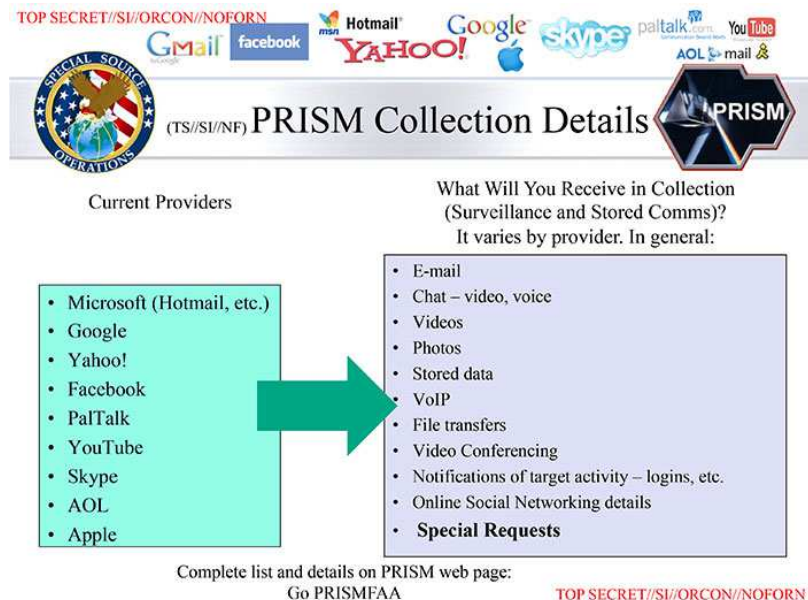 TOP SECRET//SI//ORCON//NOFORN
GMail
by Google
facebook
msn Hotmail®
YAHOO!
Google
skype
paltalk.com
YouTube
AOL mail
SPECIAL SOURCE
OPERATIONS
(TS//SI//NF) PRISM Collection Details
PRISM
Current Providers
What Will You Receive in Collection
(Surveillance and Stored Comms)?
It varies by provider. In general:
• Microsoft (Hotmail, etc.)
• Google
• Yahoo!
• Facebook
• PalTalk
• YouTube
• Skype
• AOL
• Apple
• E-mail
• Chat – video, voice
• Videos
• Photos
• Stored data
• VoIP
• File transfers
• Video Conferencing
• Notifications of target activity – logins, etc.
• Online Social Networking details
• Special Requests
Complete list and details on PRISM web page:
Go PRISMFAA
TOP SECRET//SI//ORCON//NOFORN